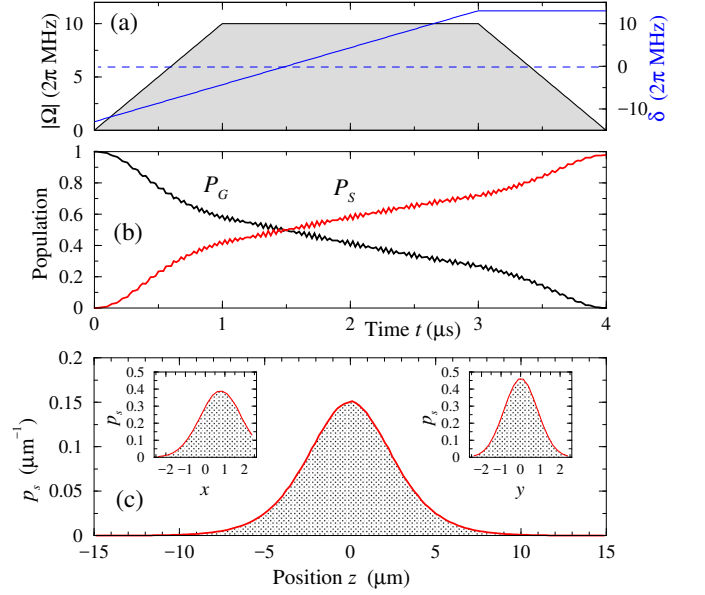 (a)
|Ω| (2π MHz)
10
5
0
10
0
−10
δ (2π MHz)
(b)
Population
1
0.8
0.6
0.4
0.2
0
P_G
P_S
0 1 2 3 4
Time t (μs)
(c)
p_s (μm⁻¹)
0.2
0.15
0.1
0.05
0
p_s
0.5
0.4
0.3
0.2
0.1
0
−2 −1 0 1 2
x
p_s
0.5
0.4
0.3
0.2
0.1
0
−2 −1 0 1 2
y
−15 −10 −5 0 5 10 15
Position z (μm)